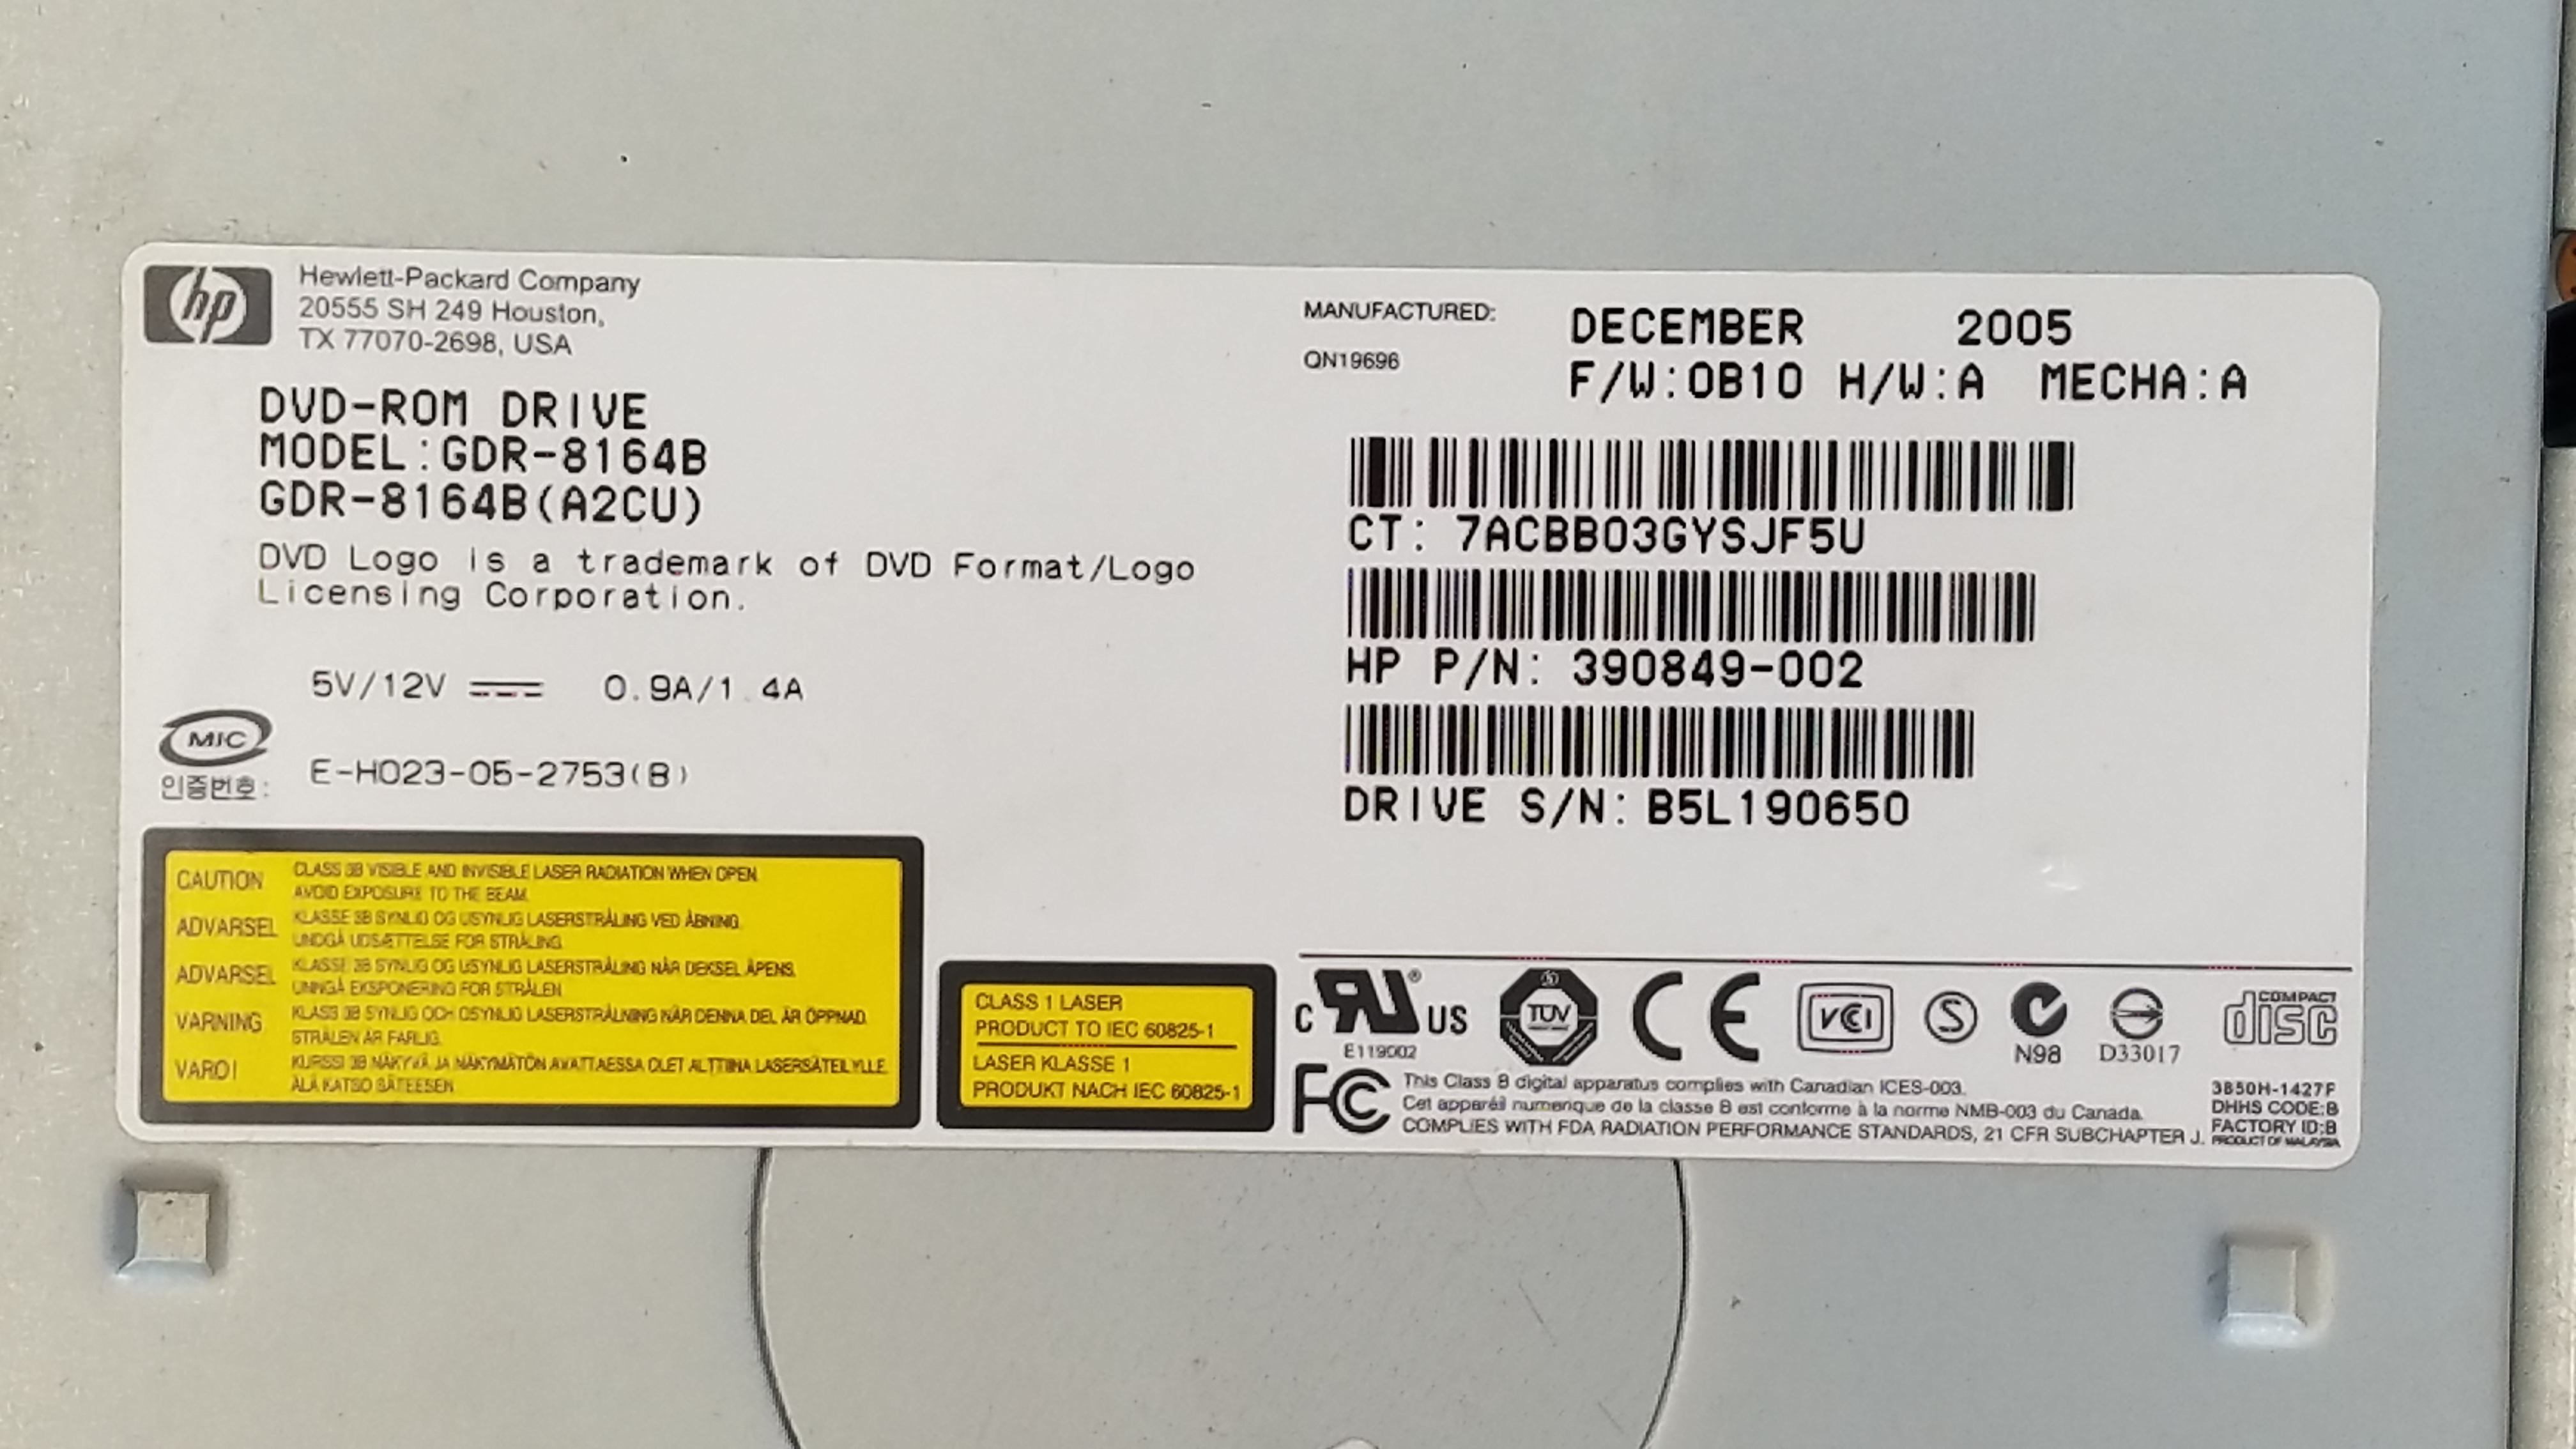 hp
Hewlett-Packard Company
20555 SH 249 Houston,
TX 77070-2698, USA
DVD-ROM DRIVE
MODEL:GDR-8164B
GDR-8164B(A2CU)
DVD Logo is a trademark of DVD Format/Logo
Licensing Corporation.
5V/12V 0.9A/1.4A
MIC
인증번호: E-H023-05-2753(B)
CAUTION CLASS 3B VISIBLE AND INVISIBLE LASER RADIATION WHEN OPEN.
AVOID EXPOSURE TO THE BEAM.
ADVARSEL KLASSE 3B SYNLIG OG USYNLIG LASERSTRÅLING VED ÅBNING.
UNDGÅ UDSÆTTELSE FOR STRÅLING.
ADVARSEL KLASSE 3B SYNLIG OG USYNLIG LASERSTRÅLING NÅR DEKSEL ÅPENS.
UNNGÅ EKSPONERING FOR STRÅLEN
VARNING KLASS 3B SYNLIG OCH OSYNLIG LASERSTRÅLNING NÄR DENNA DEL ÄR ÖPPNAD.
STRÅLEN ÄR FARLIG.
VARO! KURSSI 3B NÄKYVÄ JA NÄKYMÄTÖN AVATTAESSA OLET ALTTIINA LASERSÄTEILYLLE.
ÄLÄ KATSO SÄTEESEEN.
CLASS 1 LASER
PRODUCT TO IEC 60825-1
LASER KLASSE 1
PRODUKT NACH IEC 60825-1
MANUFACTURED: DECEMBER 2005
QN19696 F/W:0B10 H/W:A MECHA:A
CT: 7ACBB03GYSJF5U
HP P/N: 390849-002
DRIVE S/N: B5L190650
C RU ® US
E119002
TÜV
CE
VCI
S
N98
D33017
COMPACT
disc
FC
This Class B digital apparatus complies with Canadian ICES-003.
Cet appareil numerique de la classe B est conforme à la norme NMB-003 du Canada.
COMPLIES WITH FDA RADIATION PERFORMANCE STANDARDS, 21 CFR SUBCHAPTER J.
3850H-1427F
DHHS CODE:B
FACTORY ID:B
PRODUCT OF MALAYSIA